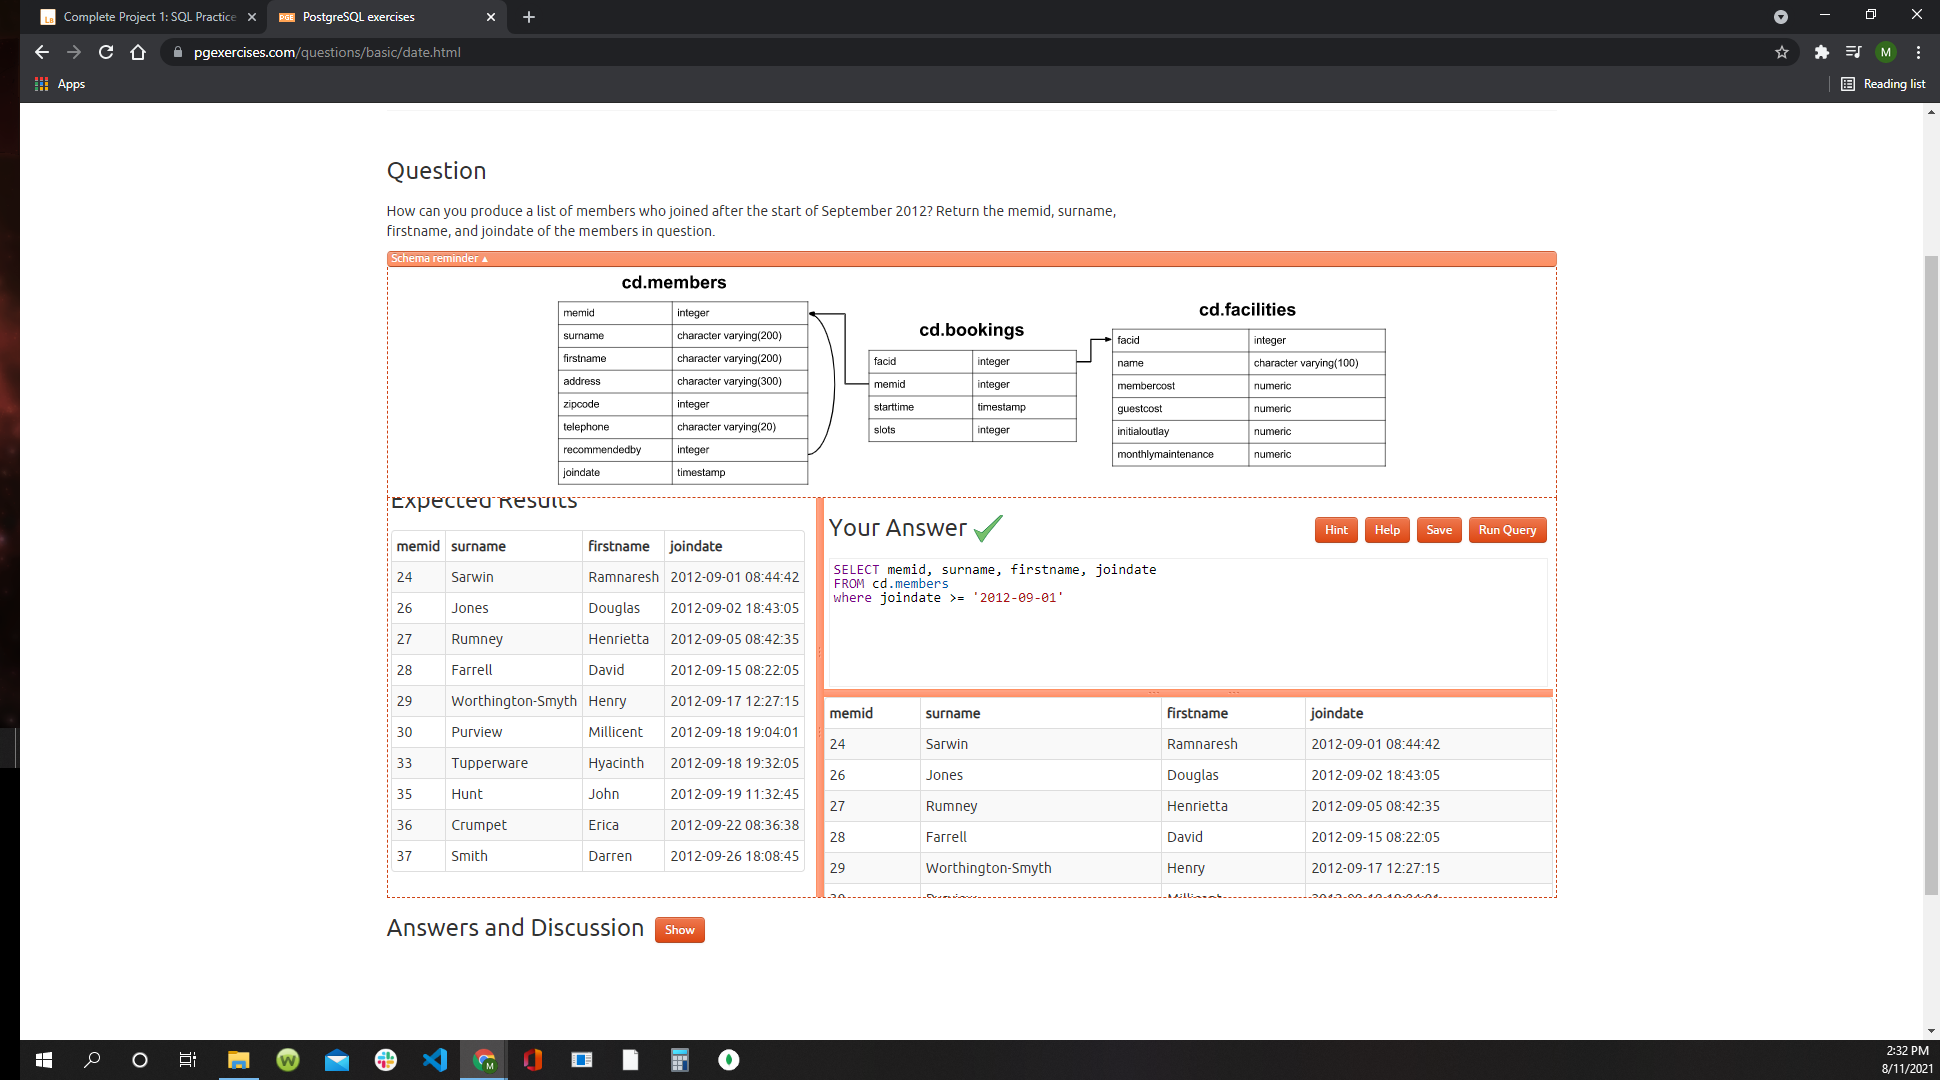 Complete Project 1: SQL Practice
PostgreSQL exercises
pgexercises.com/questions/basic/date.html
M
Apps
Reading list
Question
How can you produce a list of members who joined after the start of September 2012? Return the memid, surname,
firstname, and joindate of the members in question.
Schema reminder ▲
cd.members
memid integer
surname character varying(200)
firstname character varying(200)
address character varying(300)
zipcode integer
telephone character varying(20)
recommendedby integer
joindate timestamp
cd.bookings
facid integer
memid integer
starttime timestamp
slots integer
cd.facilities
facid integer
name character varying(100)
membercost numeric
guestcost numeric
initialoutlay numeric
monthlymaintenance numeric
Expected Results
memid surname firstname joindate
24 Sarwin Ramnaresh 2012-09-01 08:44:42
26 Jones Douglas 2012-09-02 18:43:05
27 Rumney Henrietta 2012-09-05 08:42:35
28 Farrell David 2012-09-15 08:22:05
29 Worthington-Smyth Henry 2012-09-17 12:27:15
30 Purview Millicent 2012-09-18 19:04:01
33 Tupperware Hyacinth 2012-09-18 19:32:05
35 Hunt John 2012-09-19 11:32:45
36 Crumpet Erica 2012-09-22 08:36:38
37 Smith Darren 2012-09-26 18:08:45
Your Answer
Hint Help Save Run Query
SELECT memid, surname, firstname, joindate
FROM cd.members
where joindate >= '2012-09-01'
memid surname firstname joindate
24 Sarwin Ramnaresh 2012-09-01 08:44:42
26 Jones Douglas 2012-09-02 18:43:05
27 Rumney Henrietta 2012-09-05 08:42:35
28 Farrell David 2012-09-15 08:22:05
29 Worthington-Smyth Henry 2012-09-17 12:27:15
30 Purview Millicent 2012-09-18 19:04:01
Answers and Discussion Show
2:32 PM
8/11/2021